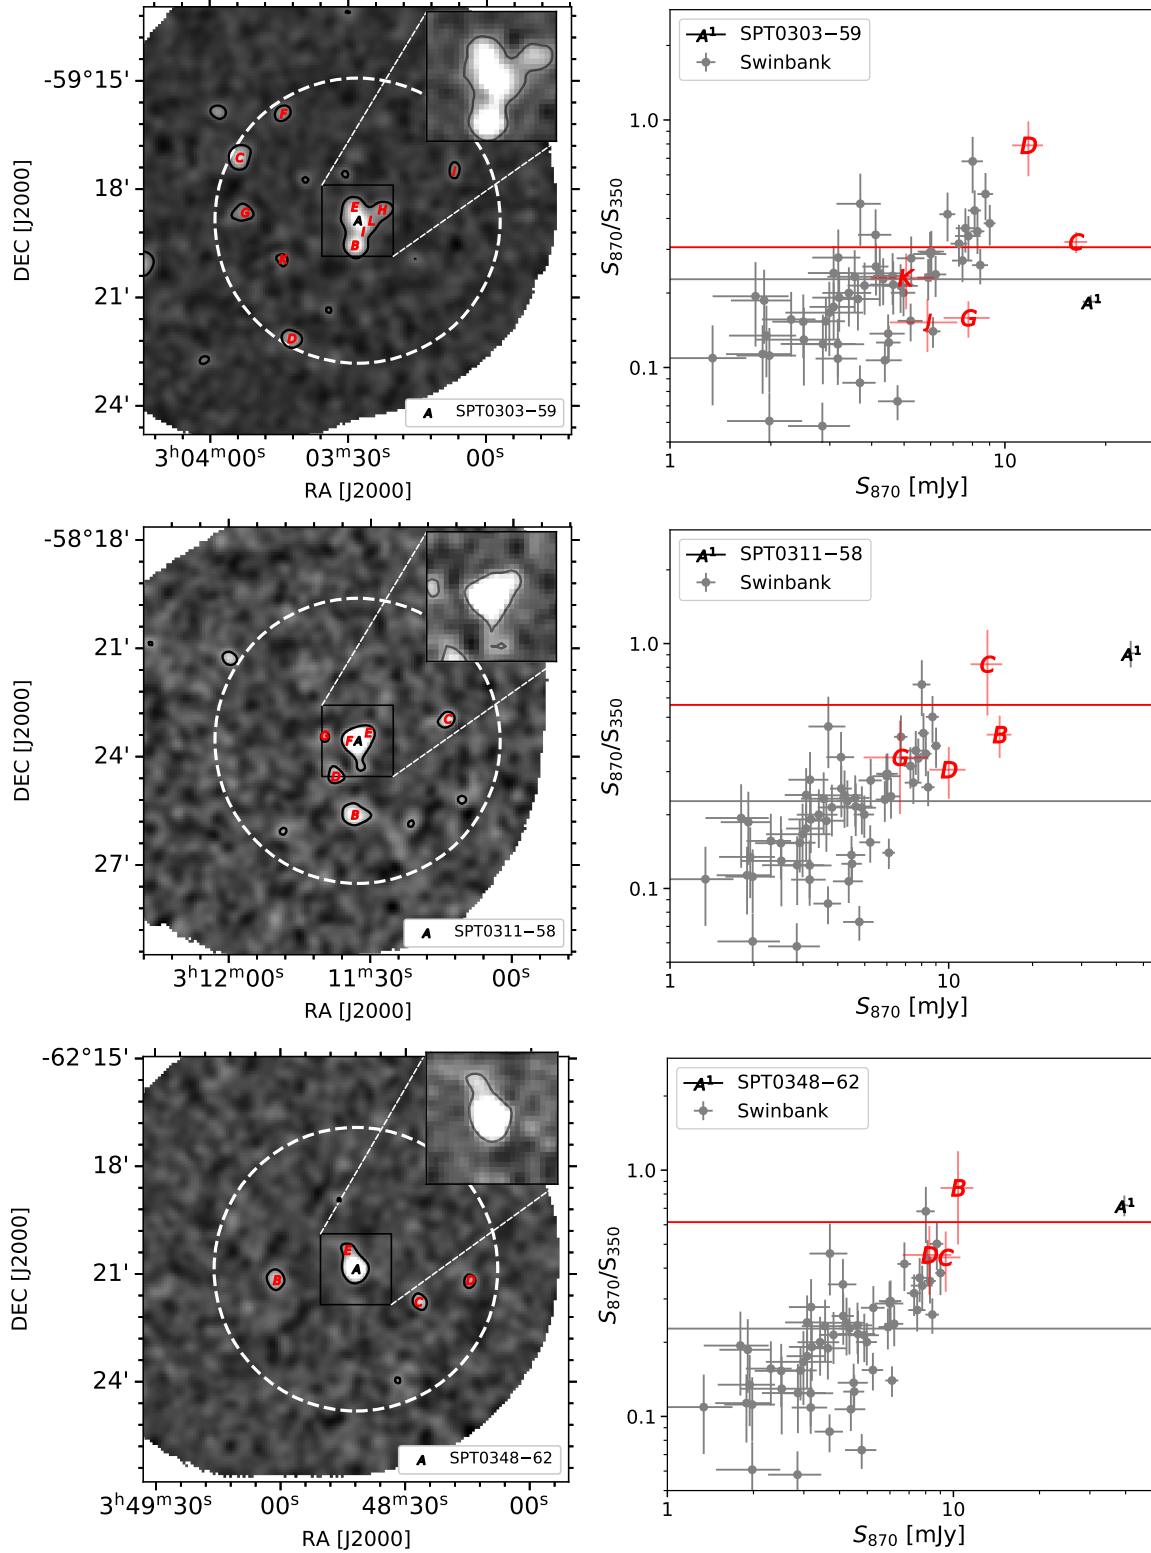 -59°15'
18'
21'
24'
DEC [J2000]
F
C
J
G
E
H
A
L
I
B
K
D
A SPT0303−59
3ʰ04ᵐ00ˢ 03ᵐ30ˢ 00ˢ
RA [J2000]
A¹ SPT0303−59
Swinbank
1.0
0.1
S₈₇₀/S₃₅₀
D
C
K
A¹
J
G
1 10
S₈₇₀ [mJy]
-58°18'
21'
24'
27'
DEC [J2000]
C
G
F
A
E
D
B
A SPT0311−58
3ʰ12ᵐ00ˢ 11ᵐ30ˢ 00ˢ
RA [J2000]
A¹ SPT0311−58
Swinbank
1.0
0.1
S₈₇₀/S₃₅₀
C
A¹
B
G
D
1 10
S₈₇₀ [mJy]
-62°15'
18'
21'
24'
DEC [J2000]
E
A
B
D
C
A SPT0348−62
3ʰ49ᵐ30ˢ 00ˢ 48ᵐ30ˢ 00ˢ
RA [J2000]
A¹ SPT0348−62
Swinbank
1.0
0.1
S₈₇₀/S₃₅₀
B
A¹
D
C
1 10
S₈₇₀ [mJy]